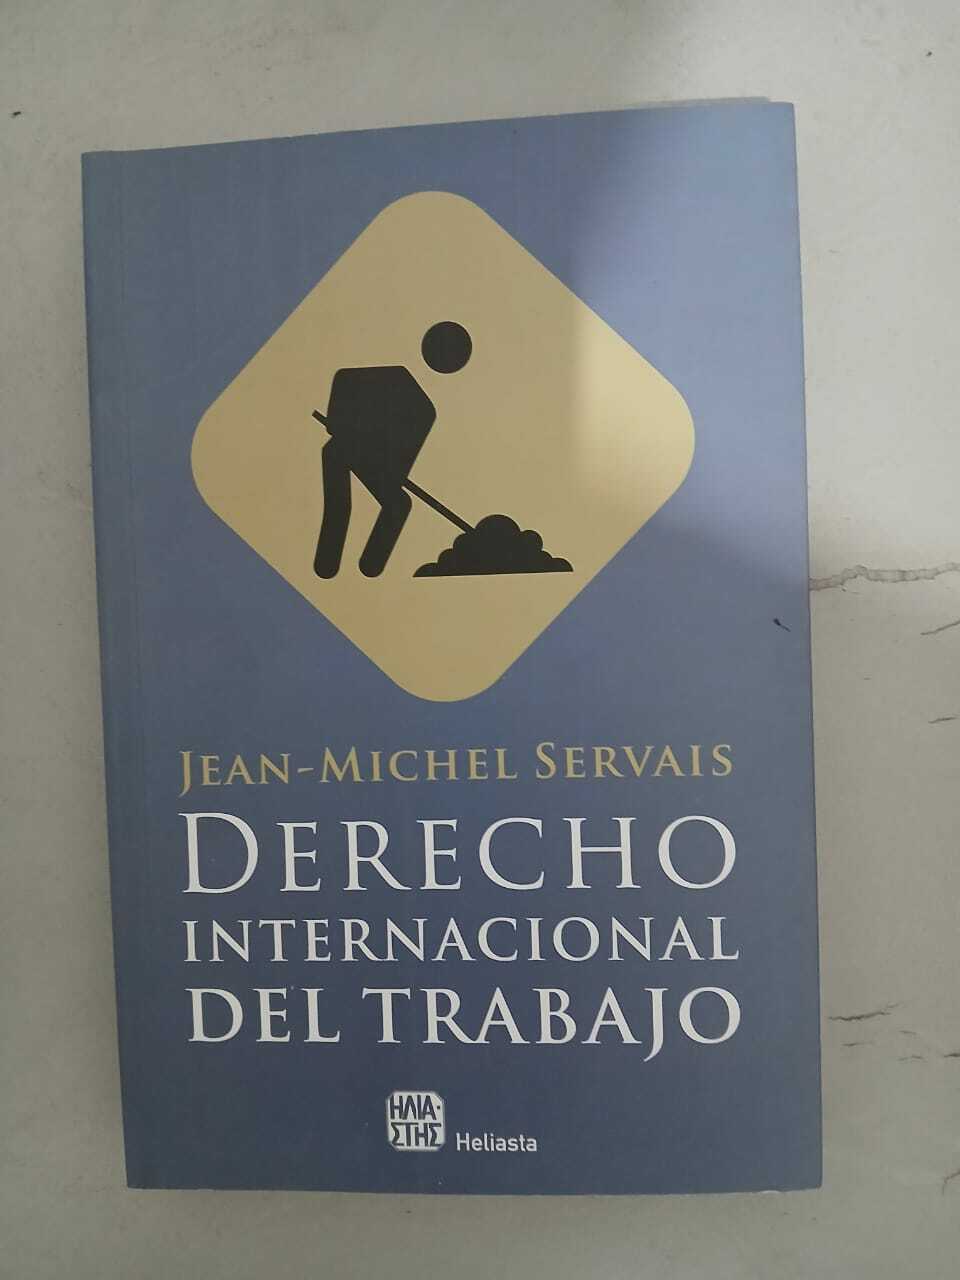 JEAN-MICHEL SERVAIS
DERECHO
INTERNACIONAL
DEL TRABAJO
ΗΛΙΑ·
ΣΤΗΣ
Heliasta